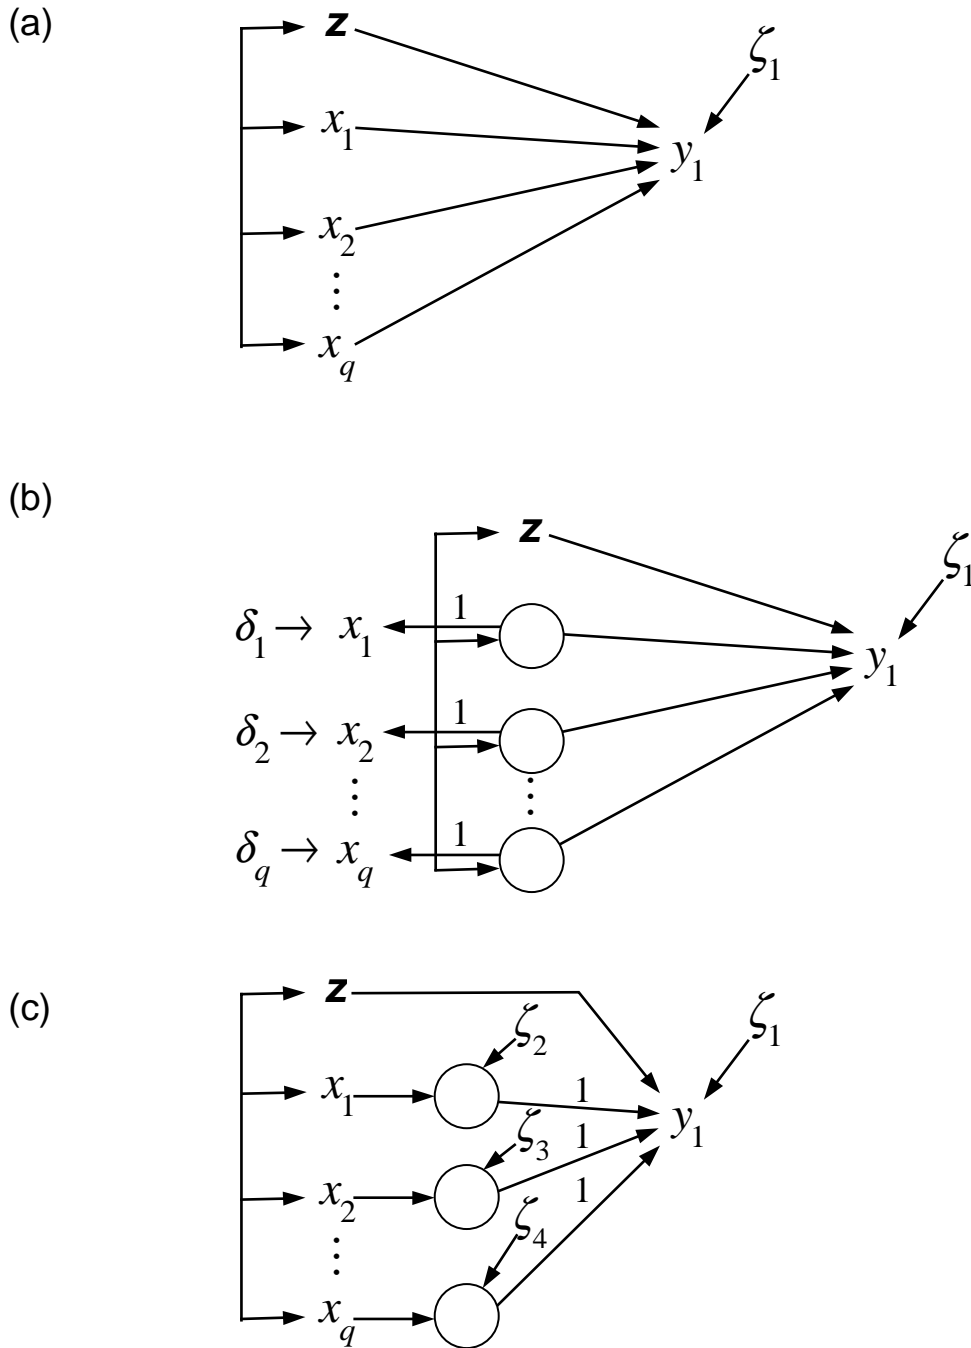 (a)
z
ζ1
x1
y1
x2
⋮
xq
(b)
z
ζ1
1
δ1 → x1
y1
1
δ2 → x2
⋮ ⋮
1
δq → xq
(c)
z
ζ1
ζ2
x1
1
y1
ζ3
1
1
x2
ζ4
⋮
xq